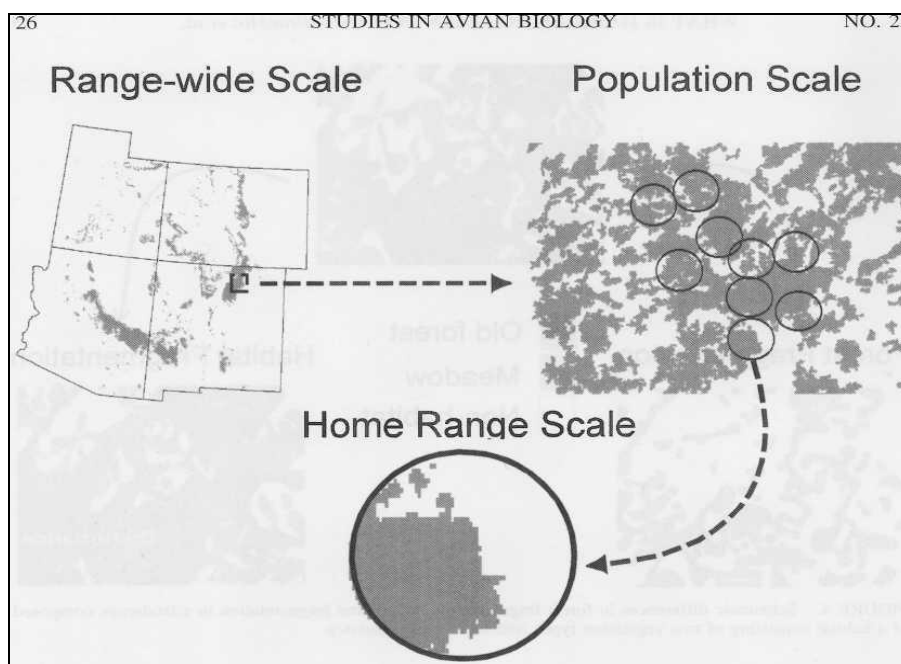 26 STUDIES IN AVIAN BIOLOGY NO. 2
Range-wide Scale
Population Scale
Old forest
Meadow
Home Range Scale